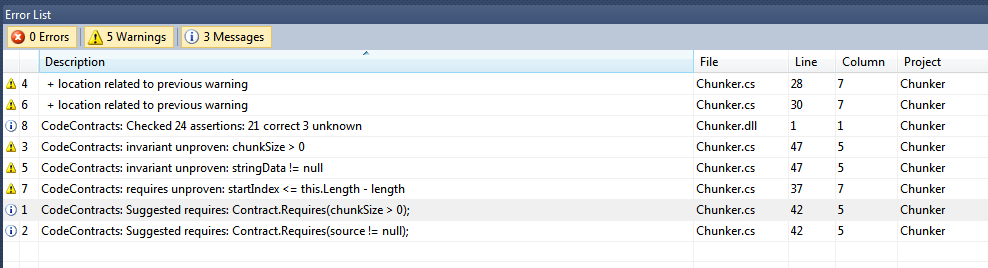 Error List
0 Errors 5 Warnings 3 Messages
Description File Line Column Project
4 + location related to previous warning Chunker.cs 28 7 Chunker
6 + location related to previous warning Chunker.cs 30 7 Chunker
8 CodeContracts: Checked 24 assertions: 21 correct 3 unknown Chunker.dll 1 1 Chunker
3 CodeContracts: invariant unproven: chunkSize > 0 Chunker.cs 47 5 Chunker
5 CodeContracts: invariant unproven: stringData != null Chunker.cs 47 5 Chunker
7 CodeContracts: requires unproven: startIndex <= this.Length - length Chunker.cs 37 7 Chunker
1 CodeContracts: Suggested requires: Contract.Requires(chunkSize > 0); Chunker.cs 42 5 Chunker
2 CodeContracts: Suggested requires: Contract.Requires(source != null); Chunker.cs 42 5 Chunker